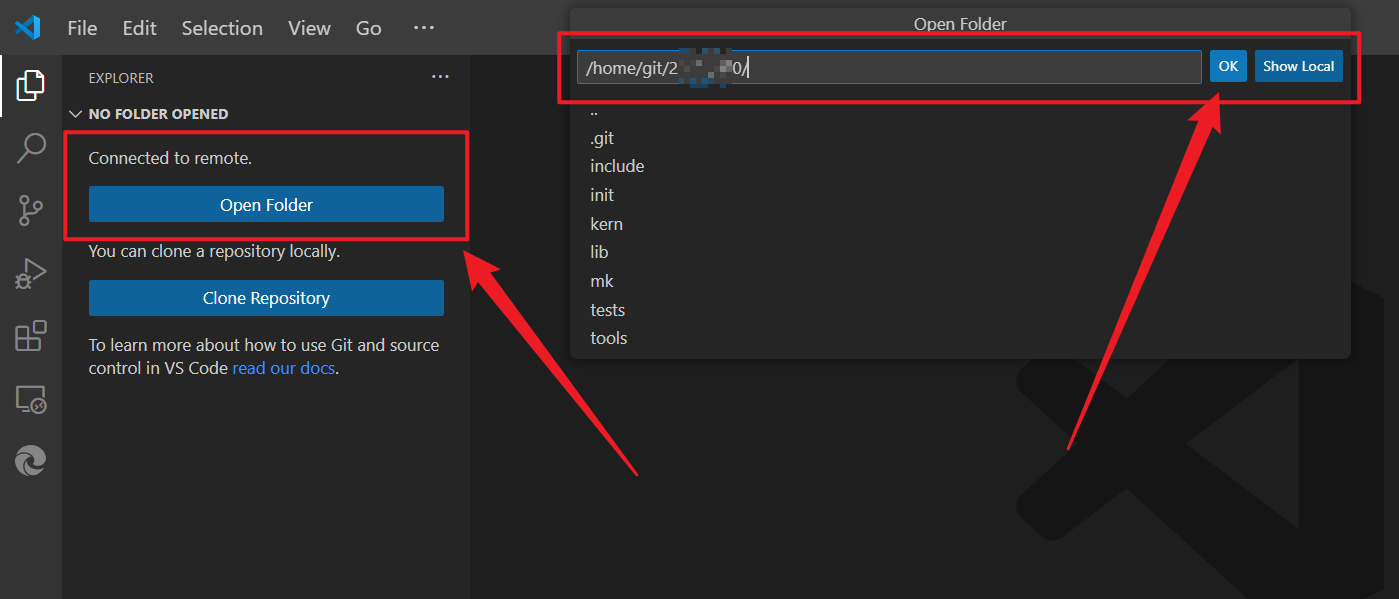 File Edit Selection View Go ···
Open Folder
/home/git/2 0/
OK
Show Local
..
.git
include
init
kern
lib
mk
tests
tools
EXPLORER ···
NO FOLDER OPENED
Connected to remote.
Open Folder
You can clone a repository locally.
Clone Repository
To learn more about how to use Git and source
control in VS Code read our docs.